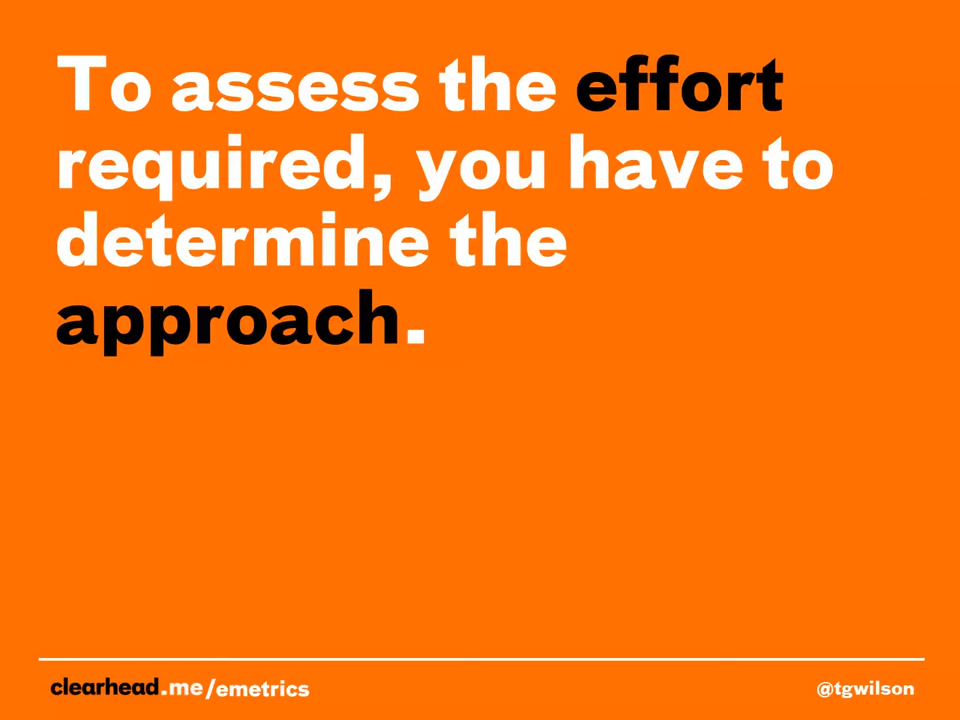 To assess the effort
required, you have to
determine the
approach.
clearhead.me/emetrics
@tgwilson